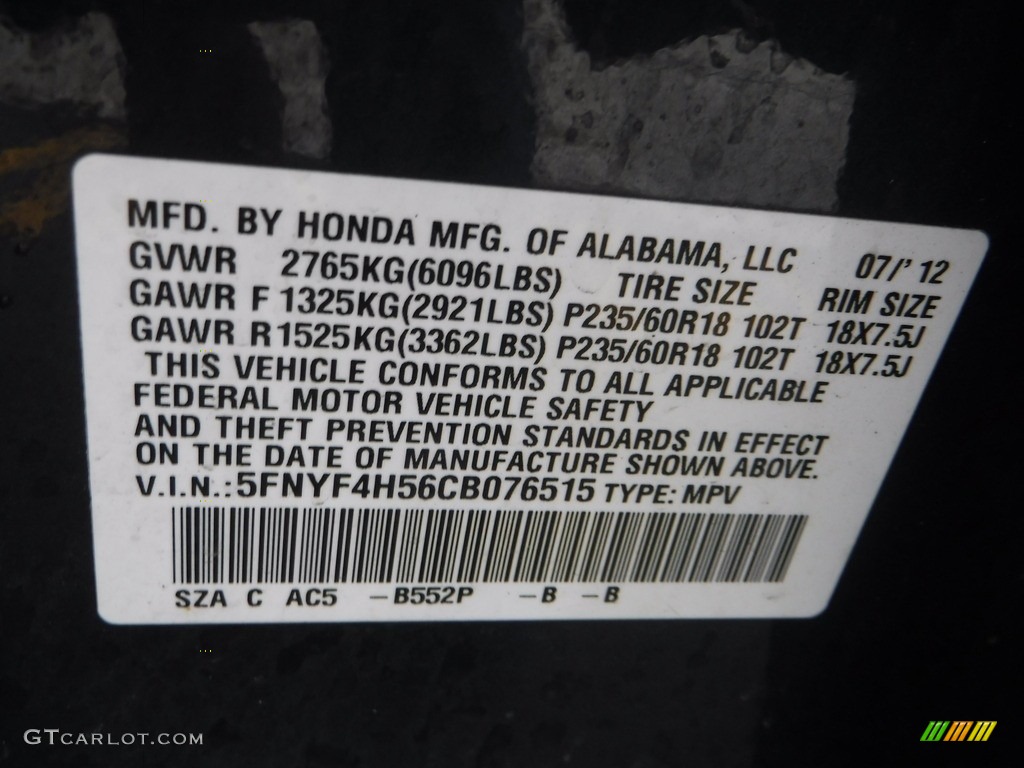 MFD. BY HONDA MFG. OF ALABAMA, LLC 07/'12
GVWR 2765KG(6096LBS) TIRE SIZE RIM SIZE
GAWR F 1325KG(2921LBS) P235/60R18 102T 18X7.5J
GAWR R 1525KG(3362LBS) P235/60R18 102T 18X7.5J
THIS VEHICLE CONFORMS TO ALL APPLICABLE
FEDERAL MOTOR VEHICLE SAFETY
AND THEFT PREVENTION STANDARDS IN EFFECT
ON THE DATE OF MANUFACTURE SHOWN ABOVE.
V.I.N.:5FNYF4H56CB076515 TYPE: MPV
SZA C AC5 -B552P -B -B
GTCARLOT.COM